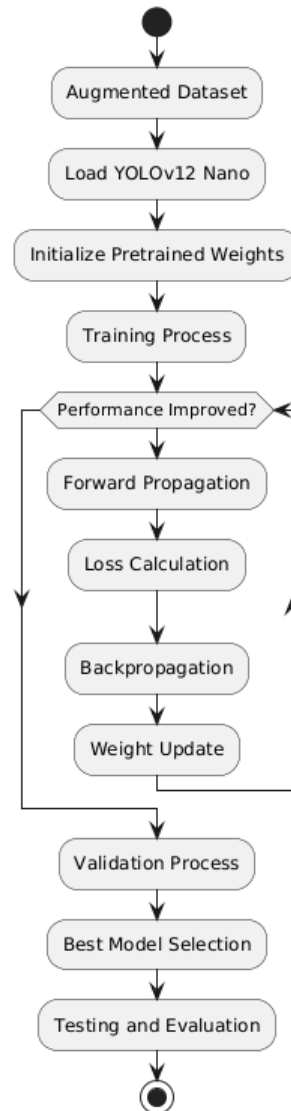 Augmented Dataset
Load YOLOv12 Nano
Initialize Pretrained Weights
Training Process
Performance Improved?
Forward Propagation
Loss Calculation
Backpropagation
Weight Update
Validation Process
Best Model Selection
Testing and Evaluation